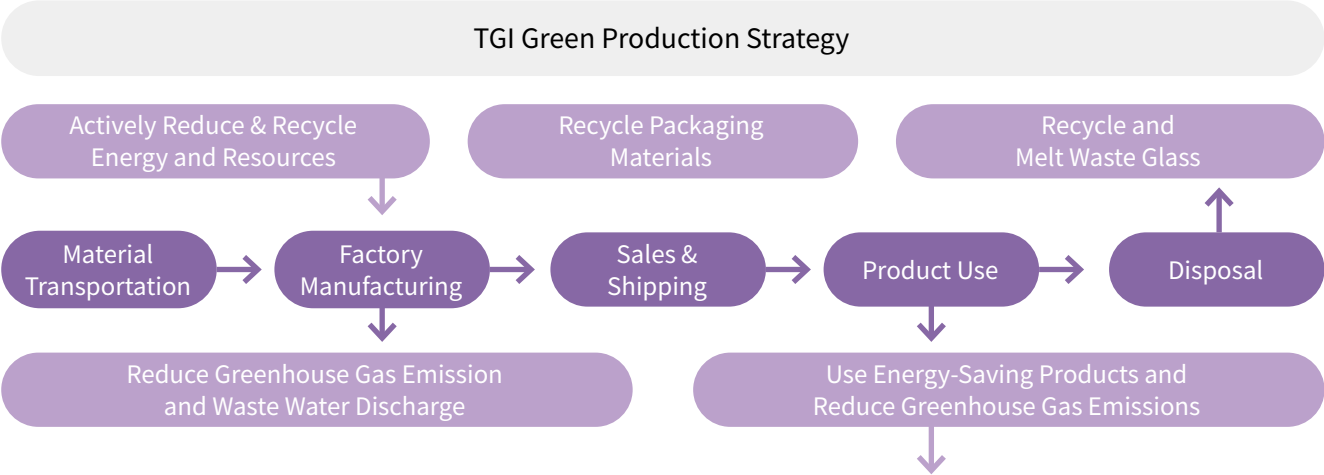 TGI Green Production Strategy
Actively Reduce & Recycle
Energy and Resources
Recycle Packaging
Materials
Recycle and
Melt Waste Glass
Material
Transportation
Factory
Manufacturing
Sales &
Shipping
Product Use
Disposal
Reduce Greenhouse Gas Emission
and Waste Water Discharge
Use Energy-Saving Products and
Reduce Greenhouse Gas Emissions